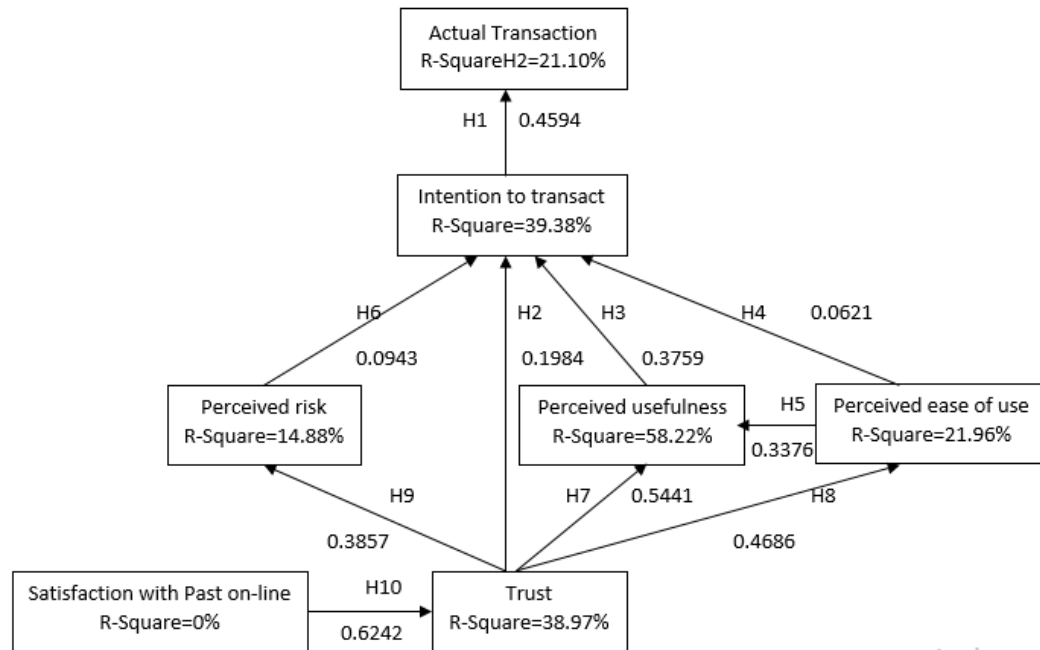 Actual Transaction
R-SquareH2=21.10%
H1 0.4594
Intention to transact
R-Square=39.38%
H6 H2 H3 H4 0.0621
0.0943 0.1984 0.3759
Perceived risk
R-Square=14.88%
Perceived usefulness
R-Square=58.22%
H5
0.3376
Perceived ease of use
R-Square=21.96%
H9 H7 0.5441 H8
0.3857 0.4686
Satisfaction with Past on-line
R-Square=0%
H10
0.6242
Trust
R-Square=38.97%